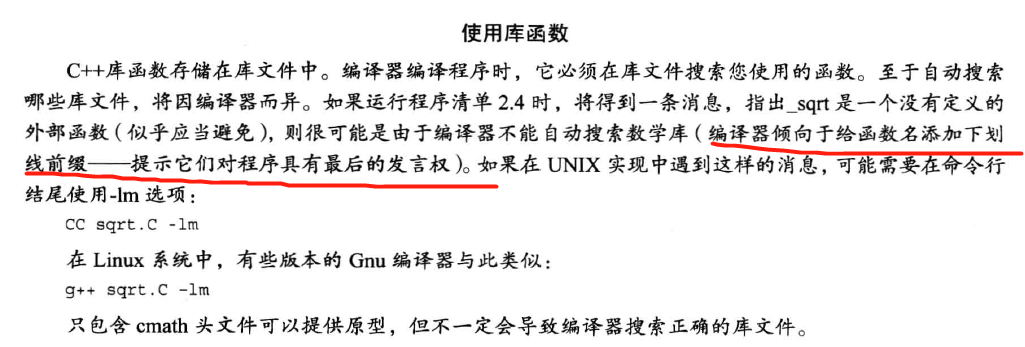 使用库函数
C++库函数存储在库文件中。编译器编译程序时，它必须在库文件搜索您使用的函数。至于自动搜索
哪些库文件，将因编译器而异。如果运行程序清单 2.4 时，将得到一条消息，指出_sqrt 是一个没有定义的
外部函数（似乎应当避免），则很可能是由于编译器不能自动搜索数学库（编译器倾向于给函数名添加下划
线前缀——提示它们对程序具有最后的发言权）。如果在 UNIX 实现中遇到这样的消息，可能需要在命令行
结尾使用-lm 选项：
CC sqrt.C -lm
在 Linux 系统中，有些版本的 Gnu 编译器与此类似：
g++ sqrt.C -lm
只包含 cmath 头文件可以提供原型，但不一定会导致编译器搜索正确的库文件。